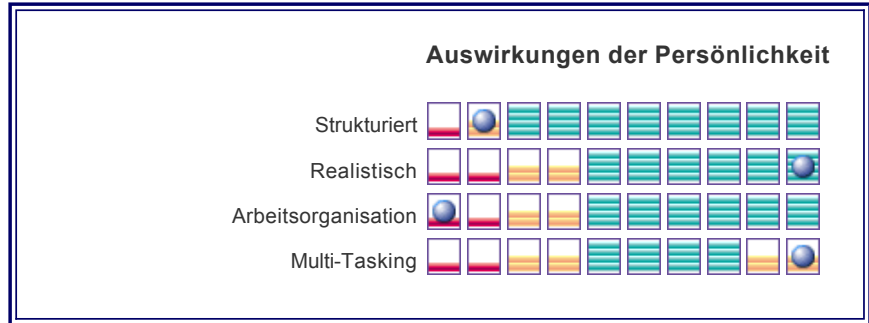 Auswirkungen der Persönlichkeit
Strukturiert
Realistisch
Arbeitsorganisation
Multi-Tasking